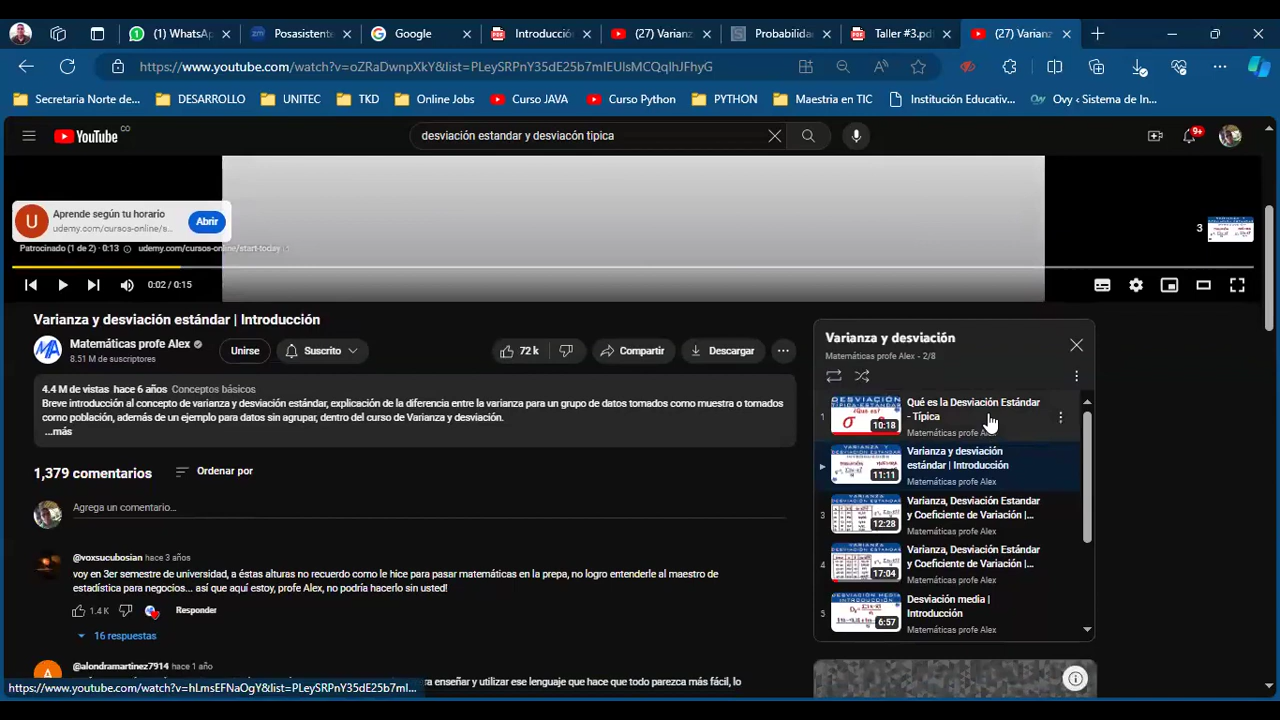 (1) WhatsAp
Posasistente
Google
Introducció
(27) Varianz
Probabilida
Taller #3.pd
(27) Varianz
https://www.youtube.com/watch?v=oZRaDwnpXkY&list=PLeySRPnY35dE25b7mIEUlsMCQqlhJFhyG
Secretaria Norte de...
DESARROLLO
UNITEC
TKD
Online Jobs
Curso JAVA
Curso Python
PYTHON
Maestria en TIC
Institución Educativ...
Ovy ‹ Sistema de In...
YouTube CO
desviación estandar y desviacón tipica
9+
Aprende según tu horario
udemy.com/cursos-online/s...
Abrir
Patrocinado (1 de 2) · 0:13
udemy.com/cursos-online/start-today
3
0:02 / 0:15
Varianza y desviación estándar | Introducción
Matemáticas profe Alex
8.51 M de suscriptores
Unirse
Suscrito
72 k
Compartir
Descargar
4.4 M de vistas hace 6 años Conceptos básicos
Breve introducción al concepto de varianza y desviación estándar, explicación de la diferencia entre la varianza para un grupo de datos tomados como muestra o tomados
como población, además de ejemplo para datos sin agrupar, dentro del curso de Varianza y desviación.
...más
1,379 comentarios
Ordenar por
Agrega un comentario...
@voxsucubosian hace 3 años
voy en 3er semestre de universidad, a éstas alturas no recuerdo como le hice para pasar matemáticas en la prepa, no logro entenderle al maestro de
estadística para negocios... así que aquí estoy, profe Alex, no podría hacerlo sin usted!
1.4 K
Responder
16 respuestas
@alondramartinez7914 hace 1 año
ra enseñar y utilizar ese lenguaje que hace que todo parezca más fácil, lo
https://www.youtube.com/watch?v=hLmsEFNaOgY&list=PLeySRPnY35dE25b7mI...
Varianza y desviación
Matemáticas profe Alex - 2/8
1
DESVIACIÓN
TÍPICA-ESTÁNDAR
¿Qué es?
σ
10:18
Qué es la Desviación Estándar
- Típica
Matemáticas profe Alex
11:11
Varianza y desviación
estándar | Introducción
Matemáticas profe Alex
3
12:28
Varianza, Desviación Estandar
y Coeficiente de Variación |...
Matemáticas profe Alex
4
17:04
Varianza, Desviación Estándar
y Coeficiente de Variación |...
Matemáticas profe Alex
5
6:57
Desviación media |
Introducción
Matemáticas profe Alex